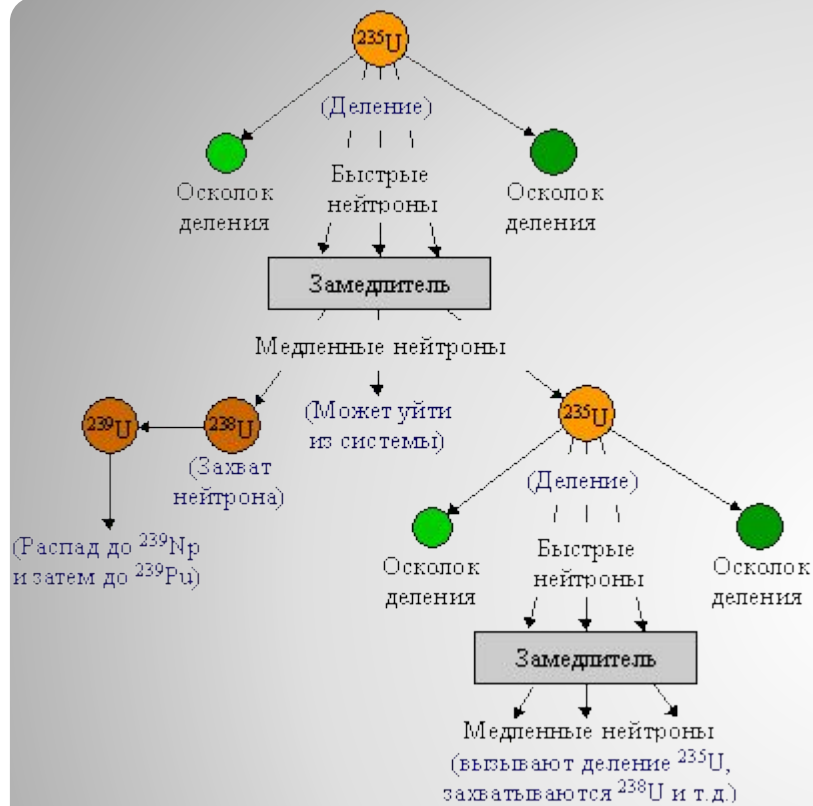 ²³⁵U
(Деление)
Быстрые
нейтроны
Осколок
деления
Осколок
деления
Замедлитель
Медленные нейтроны
²³⁹U
²³⁸U
(Захват
нейтрона)
(Может уйти
из системы)
²³⁵U
(Распад до ²³⁹Np
и затем до ²³⁹Pu)
(Деление)
Быстрые
нейтроны
Осколок
деления
Осколок
деления
Замедлитель
Медленные нейтроны
(вызывают деление ²³⁵U,
захватываются ²³⁸U и т.д.)